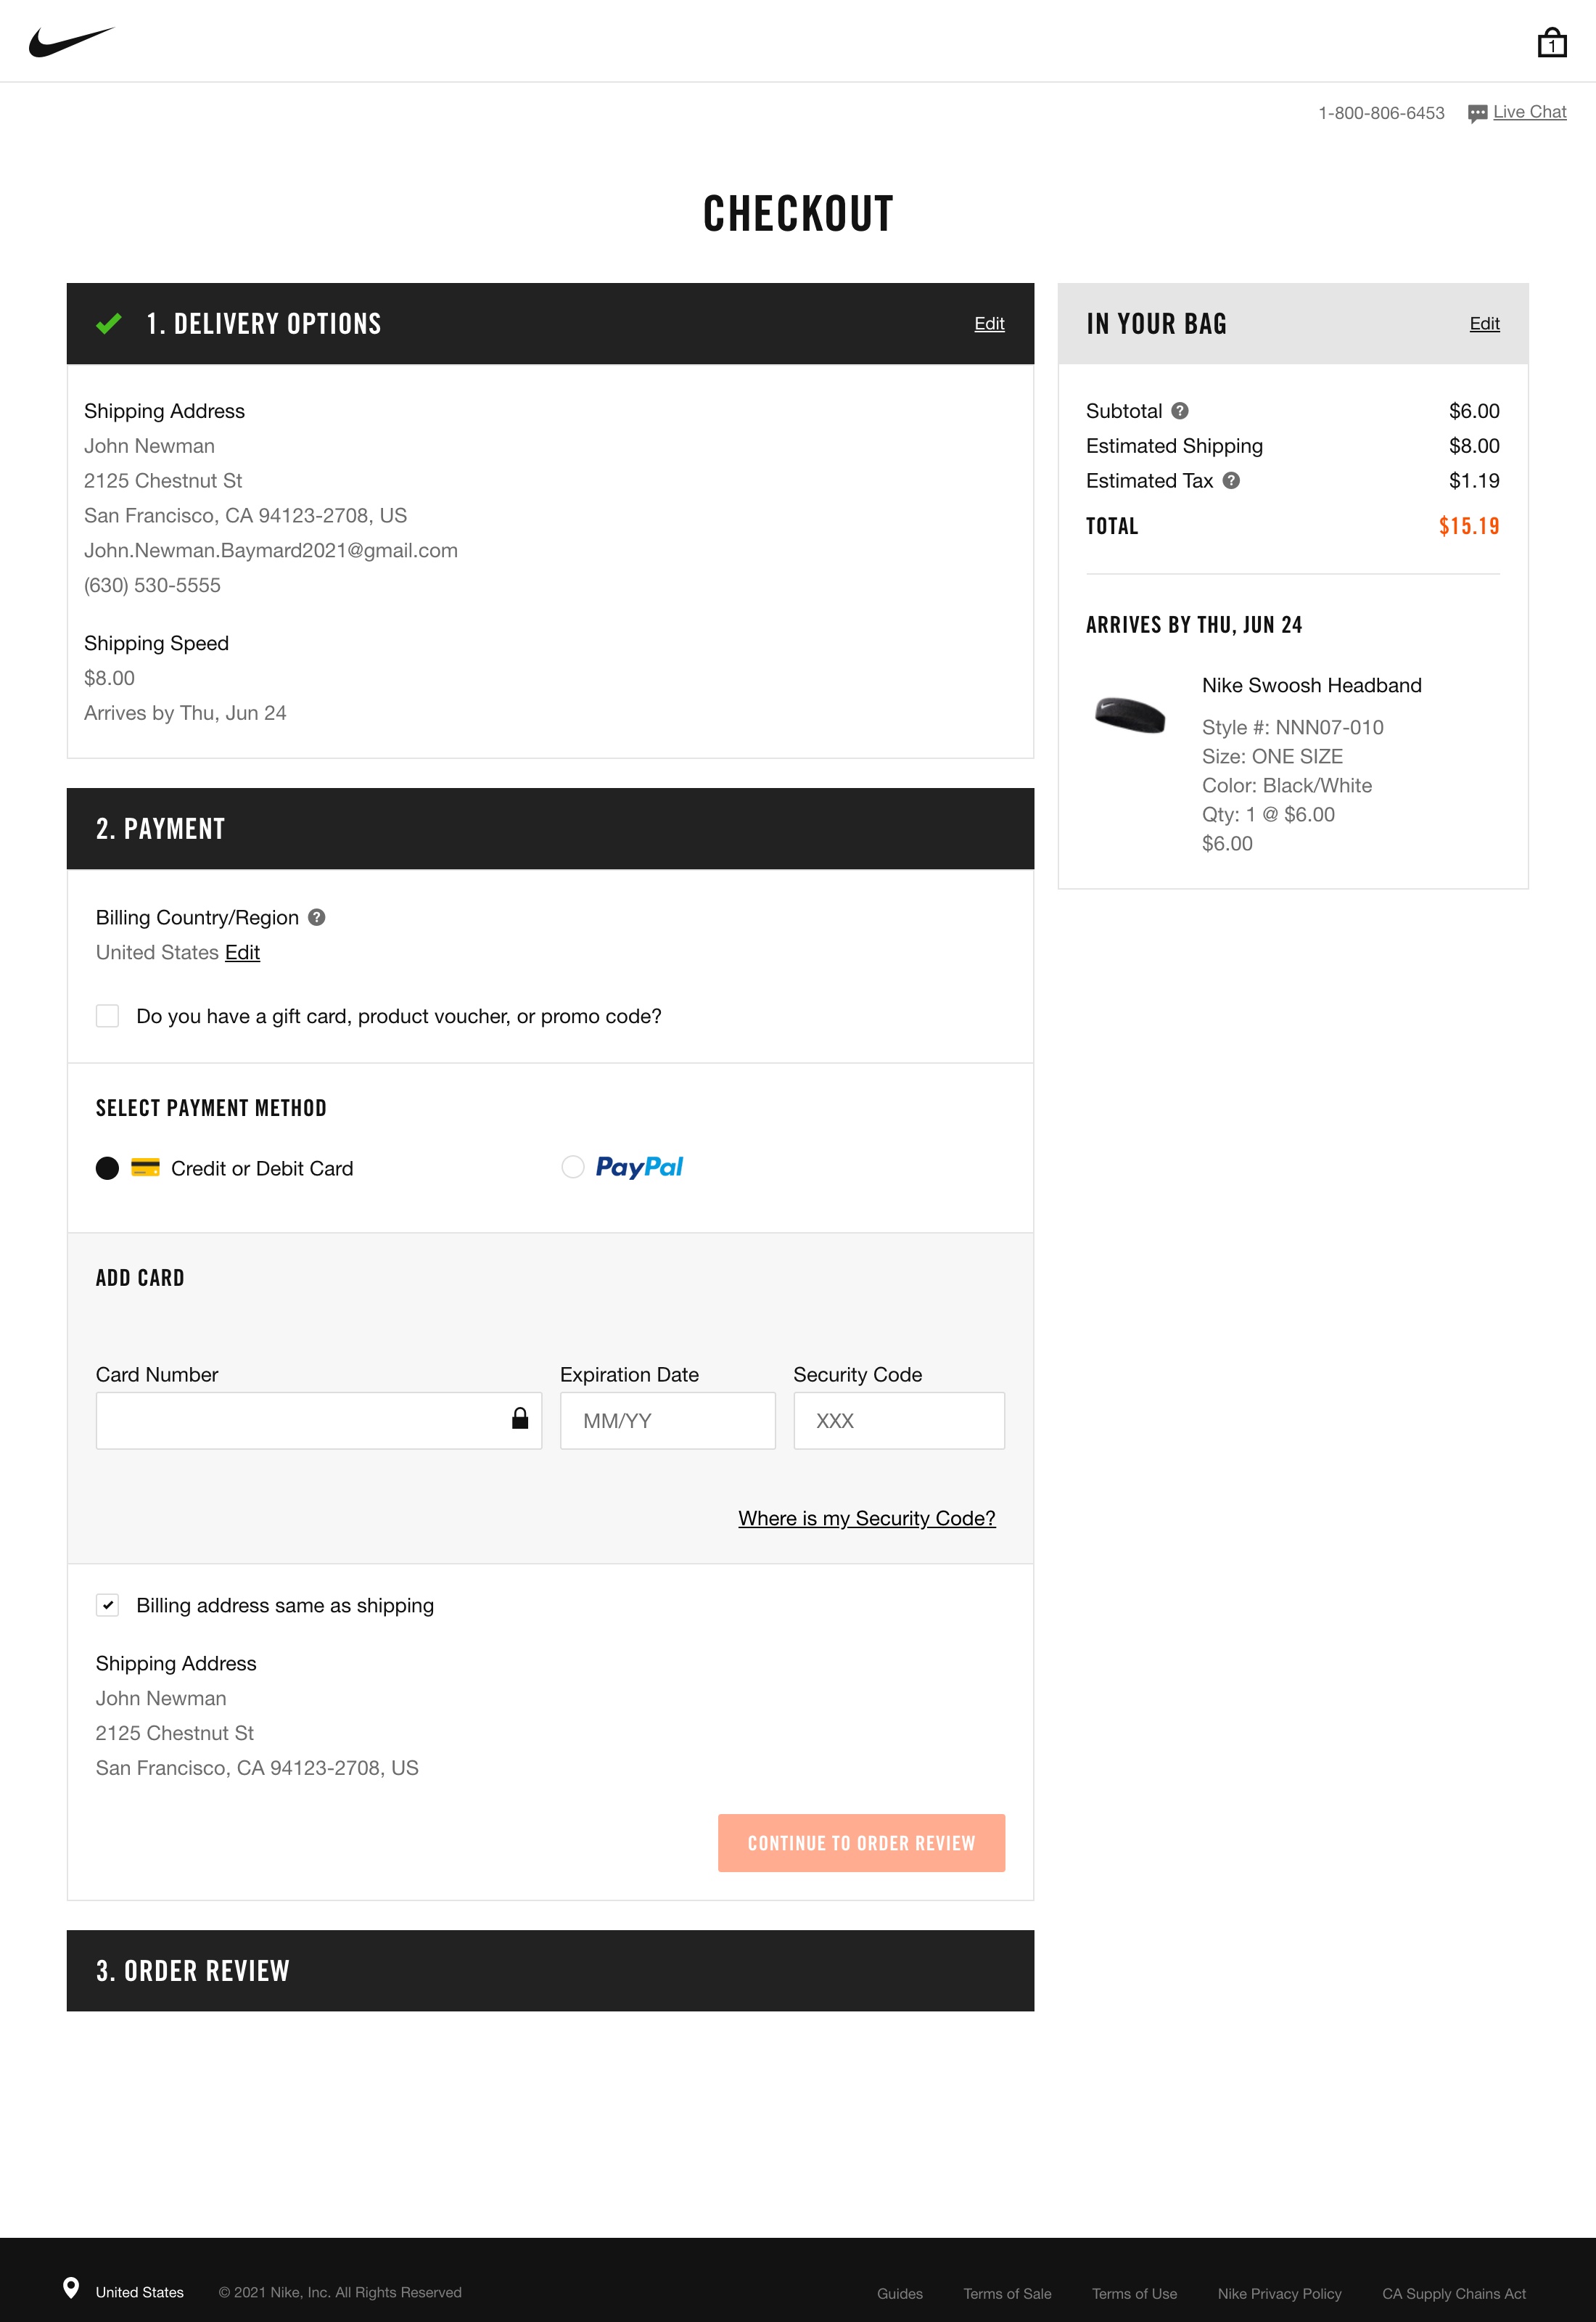 1
1-800-806-6453 Live Chat
CHECKOUT
1. DELIVERY OPTIONS Edit
Shipping Address
John Newman
2125 Chestnut St
San Francisco, CA 94123-2708, US
John.Newman.Baymard2021@gmail.com
(630) 530-5555
Shipping Speed
$8.00
Arrives by Thu, Jun 24
IN YOUR BAG Edit
Subtotal ? $6.00
Estimated Shipping $8.00
Estimated Tax ? $1.19
TOTAL $15.19
ARRIVES BY THU, JUN 24
Nike Swoosh Headband
Style #: NNN07-010
Size: ONE SIZE
Color: Black/White
Qty: 1 @ $6.00
$6.00
2. PAYMENT
Billing Country/Region ?
United States Edit
Do you have a gift card, product voucher, or promo code?
SELECT PAYMENT METHOD
Credit or Debit Card PayPal
ADD CARD
Card Number Expiration Date Security Code
MM/YY XXX
Where is my Security Code?
Billing address same as shipping
Shipping Address
John Newman
2125 Chestnut St
San Francisco, CA 94123-2708, US
CONTINUE TO ORDER REVIEW
3. ORDER REVIEW
United States © 2021 Nike, Inc. All Rights Reserved Guides Terms of Sale Terms of Use Nike Privacy Policy CA Supply Chains Act